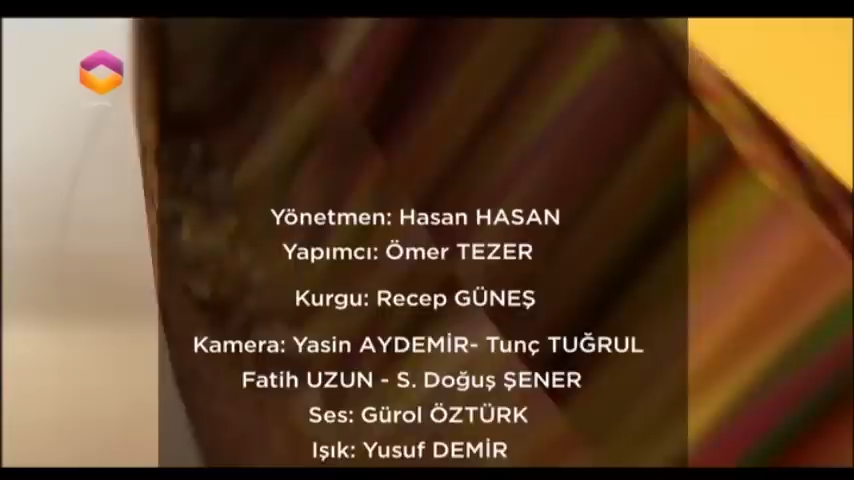 Yönetmen: Hasan HASAN
Yapımcı: Ömer TEZER
Kurgu: Recep GÜNEŞ
Kamera: Yasin AYDEMİR- Tunç TUĞRUL
Fatih UZUN - S. Doğuş ŞENER
Ses: Gürol ÖZTÜRK
Işık: Yusuf DEMİR